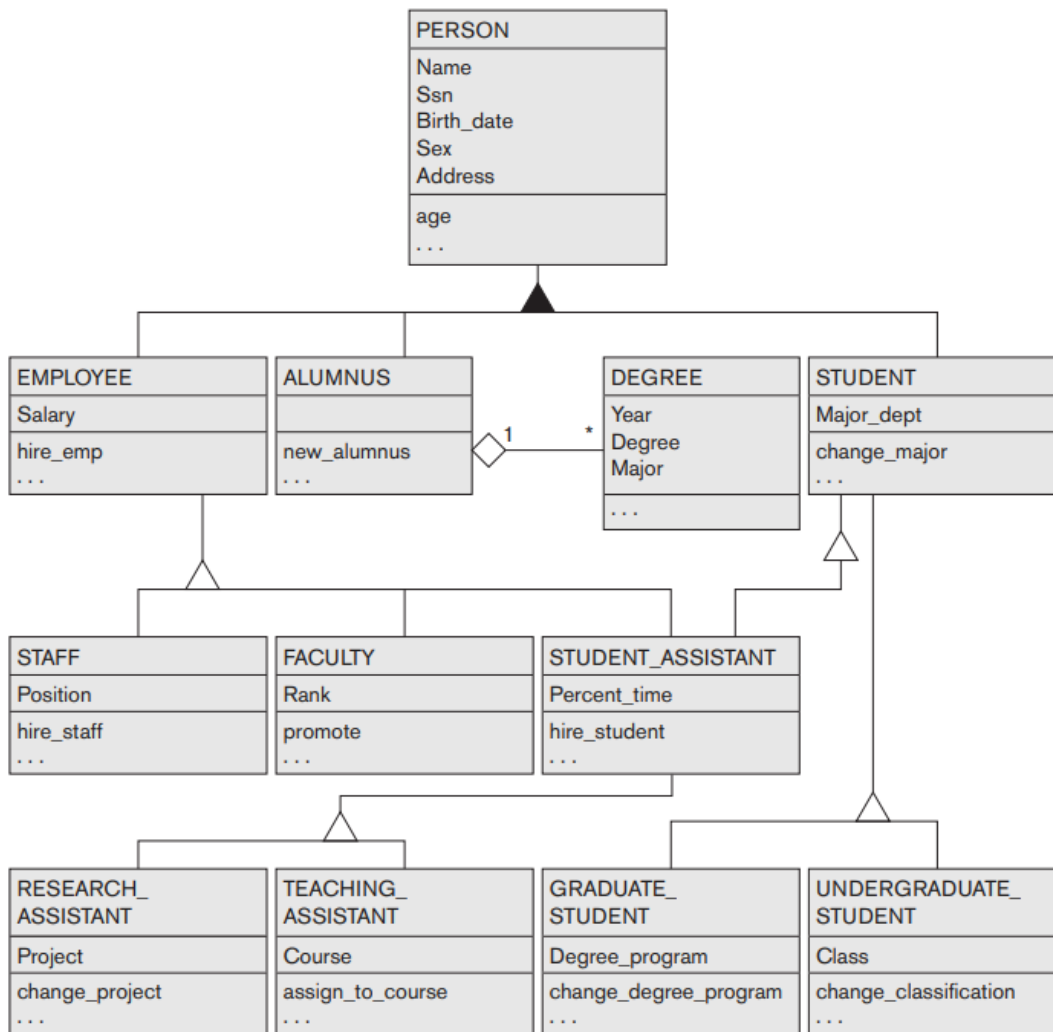 PERSON
Name
Ssn
Birth_date
Sex
Address
age
. . .
EMPLOYEE
Salary
hire_emp
. . .
ALUMNUS
new_alumnus
. . .
1
*
DEGREE
Year
Degree
Major
. . .
STUDENT
Major_dept
change_major
. . .
STAFF
Position
hire_staff
. . .
FACULTY
Rank
promote
. . .
STUDENT_ASSISTANT
Percent_time
hire_student
. . .
RESEARCH_
ASSISTANT
Project
change_project
. . .
TEACHING_
ASSISTANT
Course
assign_to_course
. . .
GRADUATE_
STUDENT
Degree_program
change_degree_program
. . .
UNDERGRADUATE_
STUDENT
Class
change_classification
. . .